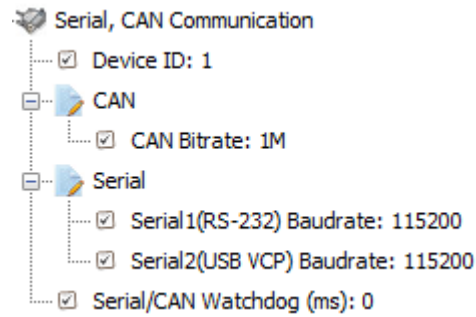 Serial, CAN Communication
Device ID: 1
CAN
CAN Bitrate: 1M
Serial
Serial1(RS-232) Baudrate: 115200
Serial2(USB VCP) Baudrate: 115200
Serial/CAN Watchdog (ms): 0